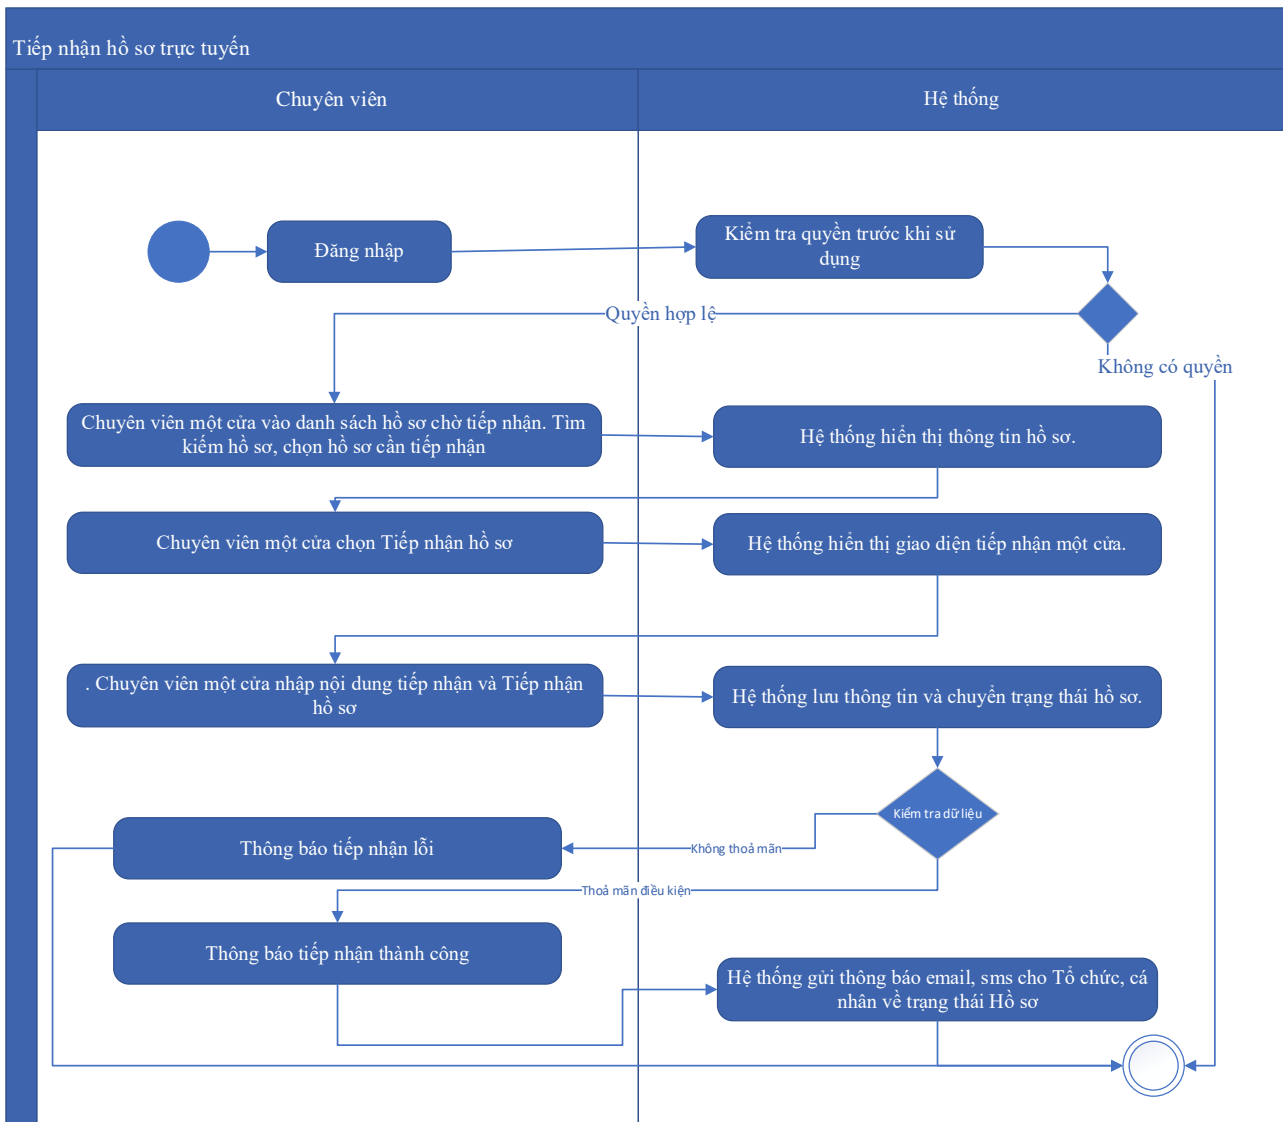 Tiếp nhận hồ sơ trực tuyến
Chuyên viên
Hệ thống
Đăng nhập
Kiểm tra quyền trước khi sử
dụng
Quyền hợp lệ
Không có quyền
Chuyên viên một cửa vào danh sách hồ sơ chờ tiếp nhận. Tìm
kiếm hồ sơ, chọn hồ sơ cần tiếp nhận
Hệ thống hiển thị thông tin hồ sơ.
Chuyên viên một cửa chọn Tiếp nhận hồ sơ
Hệ thống hiển thị giao diện tiếp nhận một cửa.
. Chuyên viên một cửa nhập nội dung tiếp nhận và Tiếp nhận
hồ sơ
Hệ thống lưu thông tin và chuyển trạng thái hồ sơ.
Kiểm tra dữ liệu
Thông báo tiếp nhận lỗi
Không thoả mãn
Thoả mãn điều kiện
Thông báo tiếp nhận thành công
Hệ thống gửi thông báo email, sms cho Tổ chức, cá
nhân về trạng thái Hồ sơ